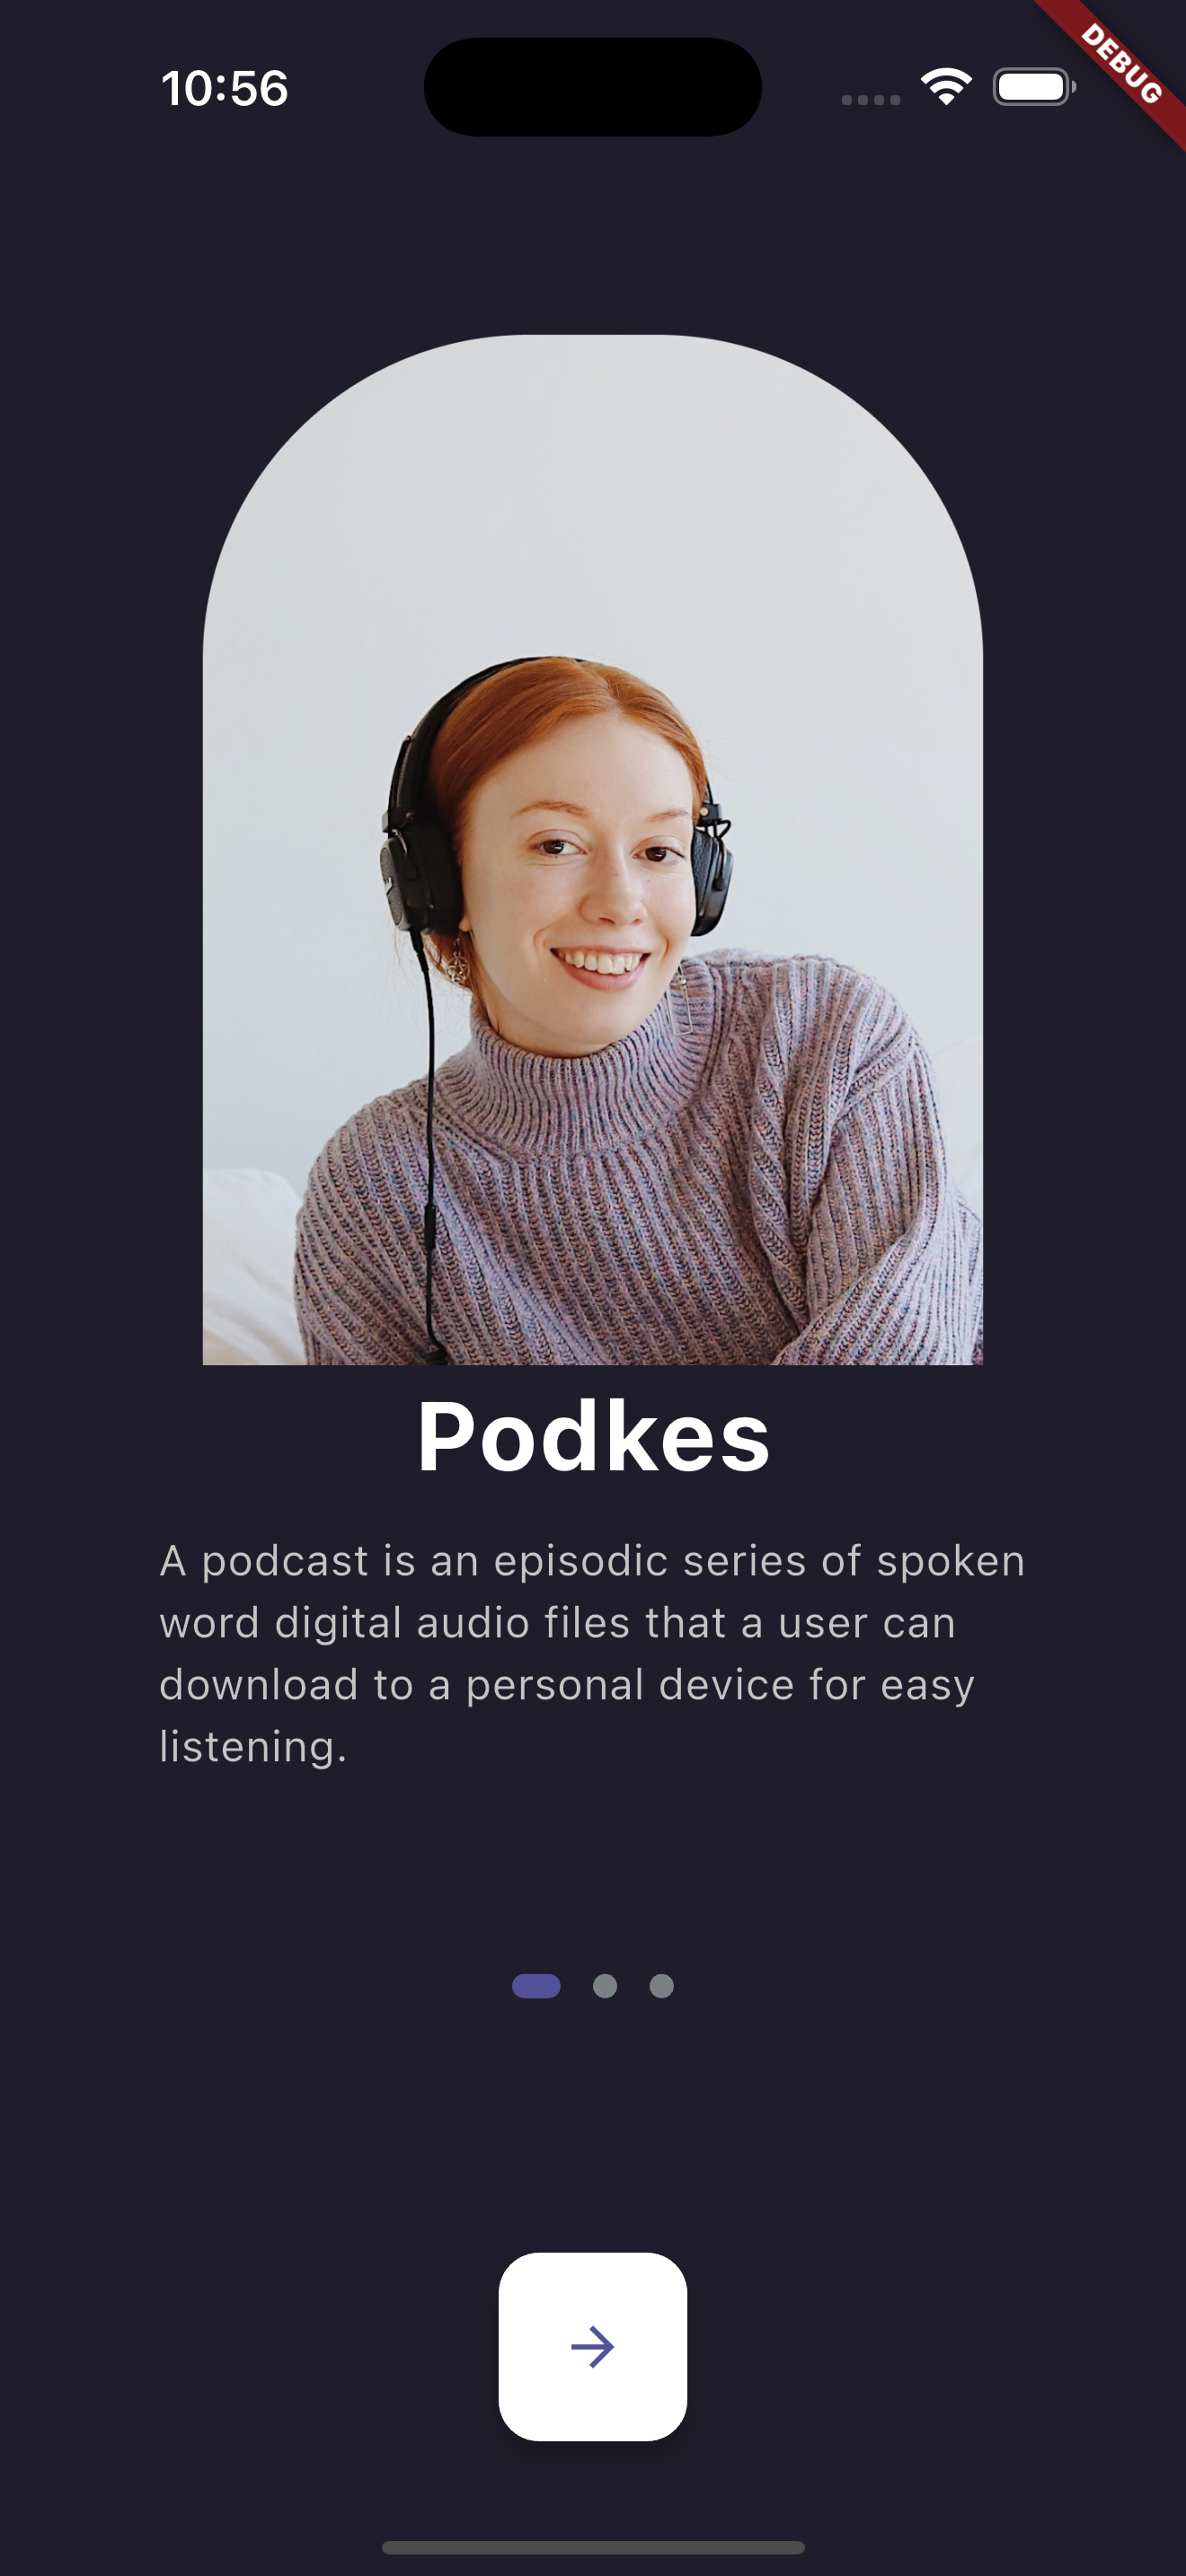 10:56
DEBUG
Podkes
A podcast is an episodic series of spoken
word digital audio files that a user can
download to a personal device for easy
listening.